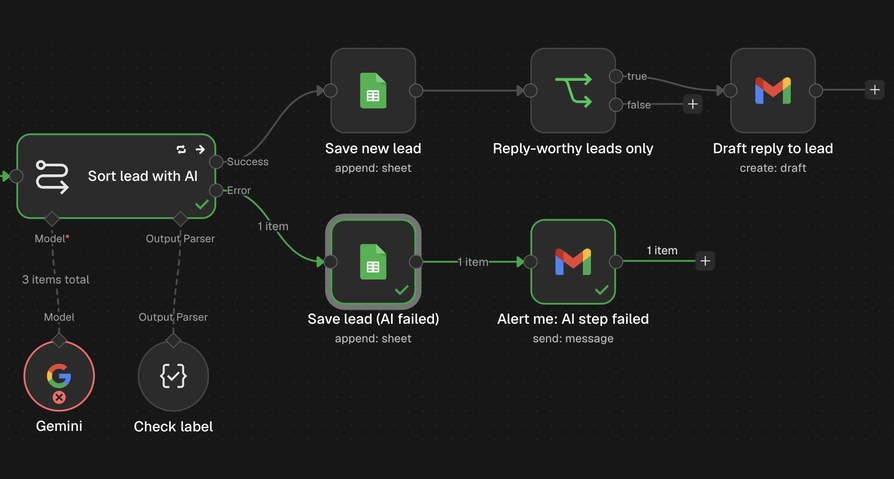 true
false
Save new lead
append: sheet
Reply-worthy leads only
Draft reply to lead
create: draft
Sort lead with AI
Success
Error
1 item
Model*
Output Parser
3 items total
Model
Output Parser
1 item
1 item
Save lead (AI failed)
append: sheet
Alert me: AI step failed
send: message
Gemini
Check label